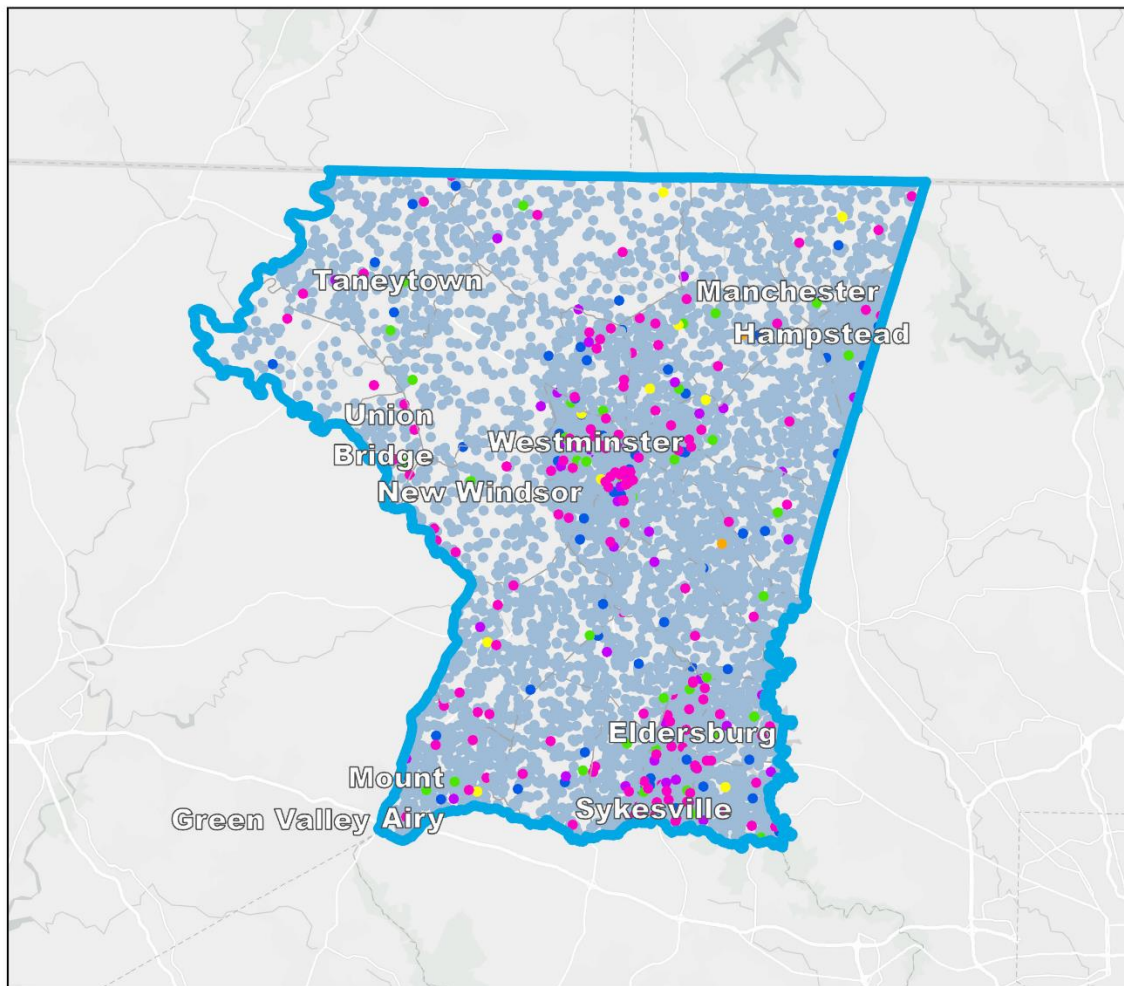 Taneytown
Manchester
Hampstead
Union
Bridge
Westminster
New Windsor
Eldersburg
Mount
Airy
Green Valley
Sykesville